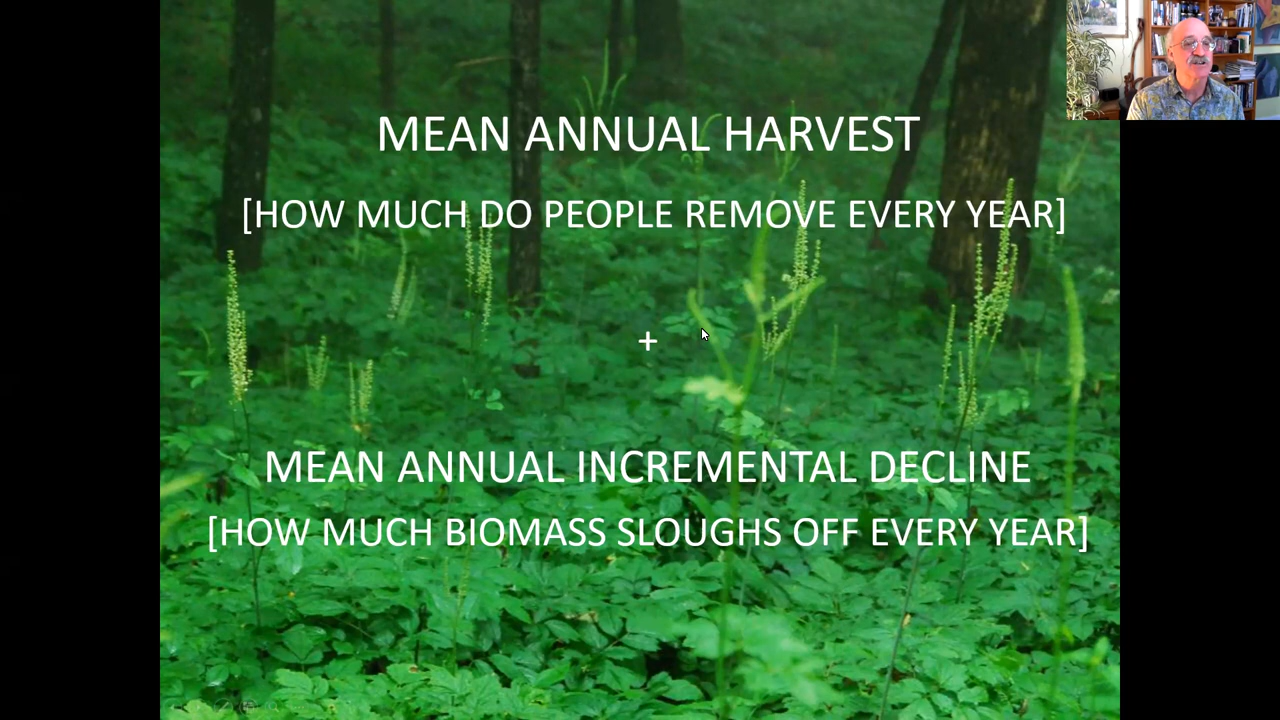 MEAN ANNUAL HARVEST
[HOW MUCH DO PEOPLE REMOVE EVERY YEAR]
+
MEAN ANNUAL INCREMENTAL DECLINE
[HOW MUCH BIOMASS SLOUGHS OFF EVERY YEAR]